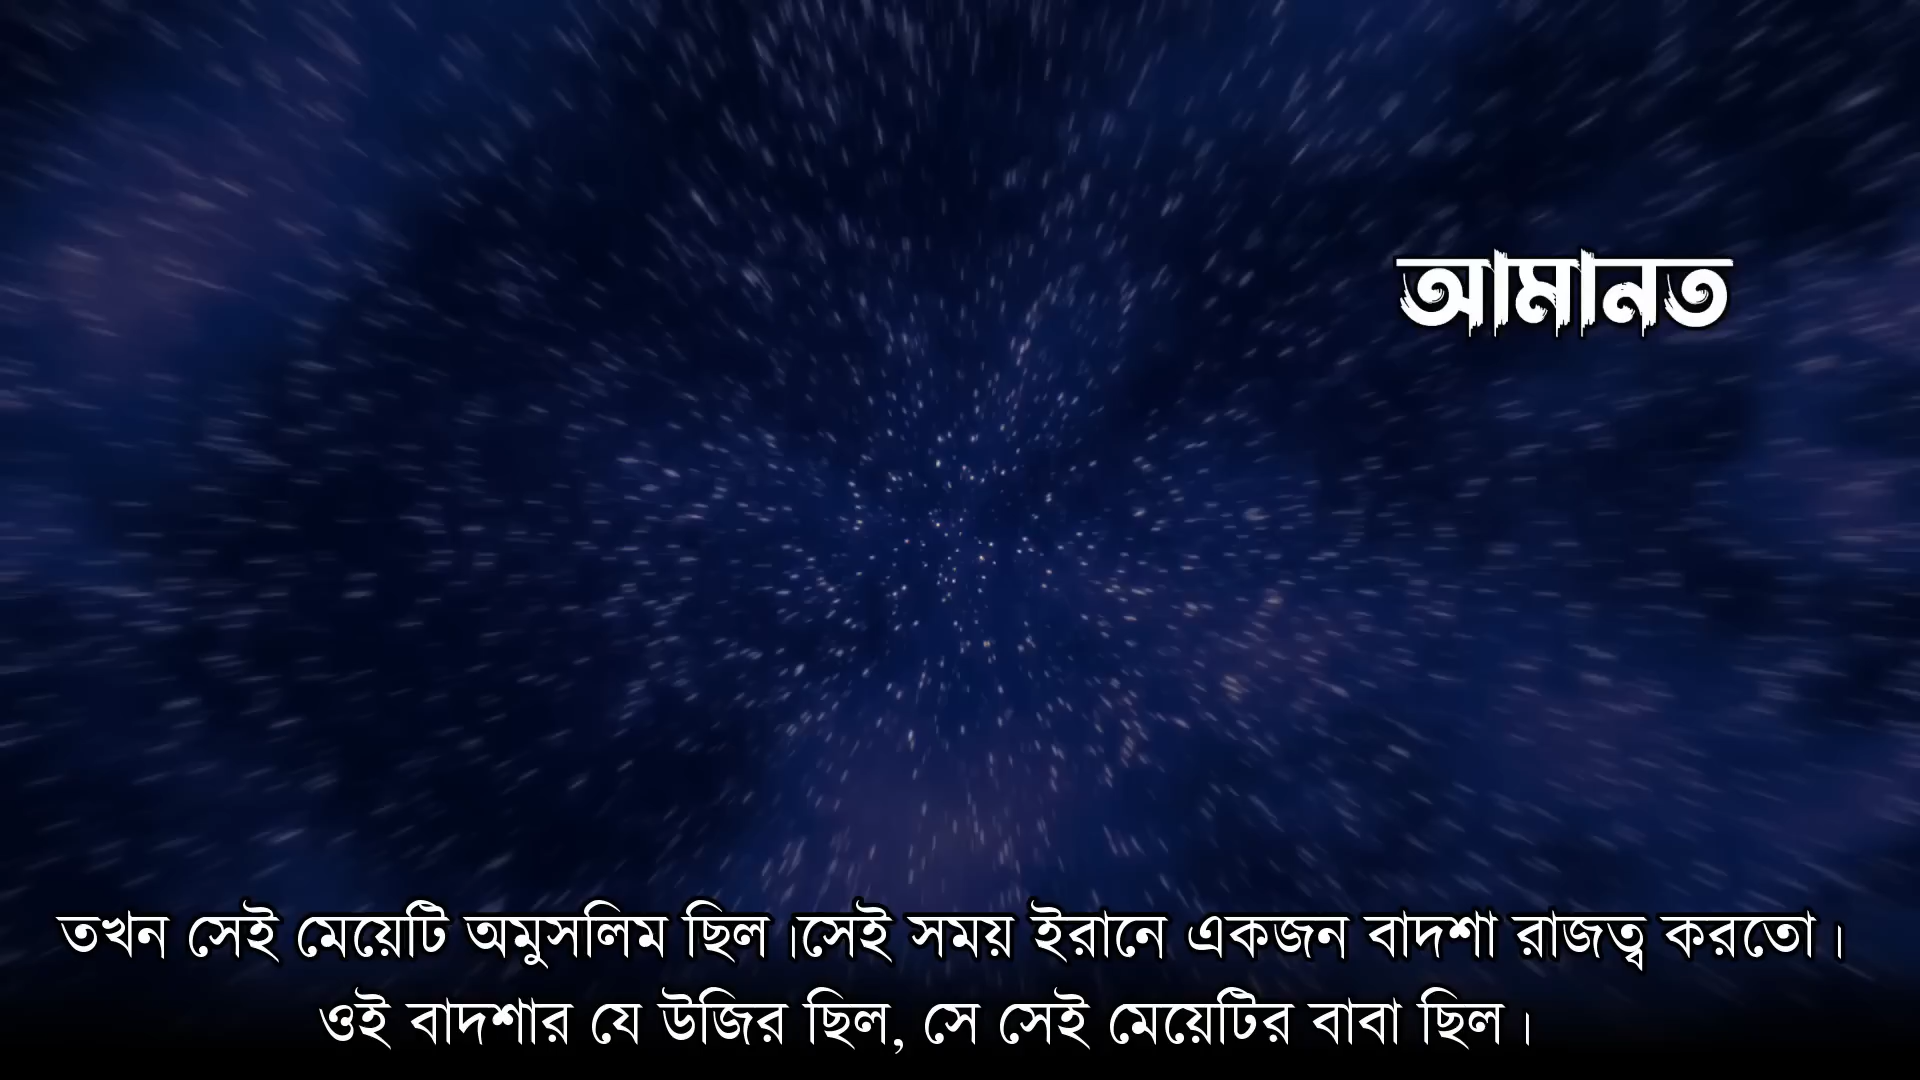 আমানত
তখন সেই মেয়েটি অমুসলিম ছিল।সেই সময় ইরানে একজন বাদশা রাজত্ব করতো।
ওই বাদশার যে উজির ছিল, সে সেই মেয়েটির বাবা ছিল।